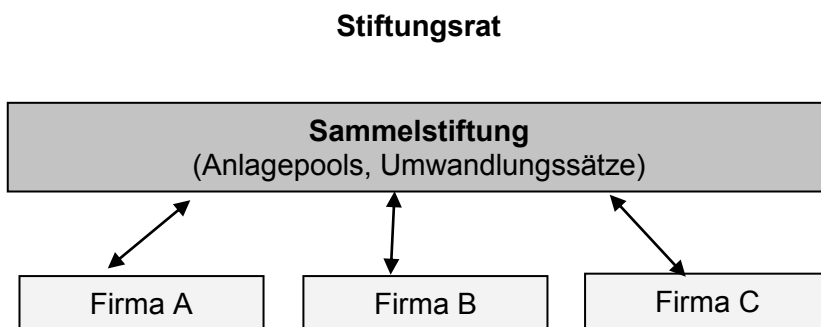 Stiftungsrat
Sammelstiftung
(Anlagepools, Umwandlungssätze)
Firma A
Firma B
Firma C